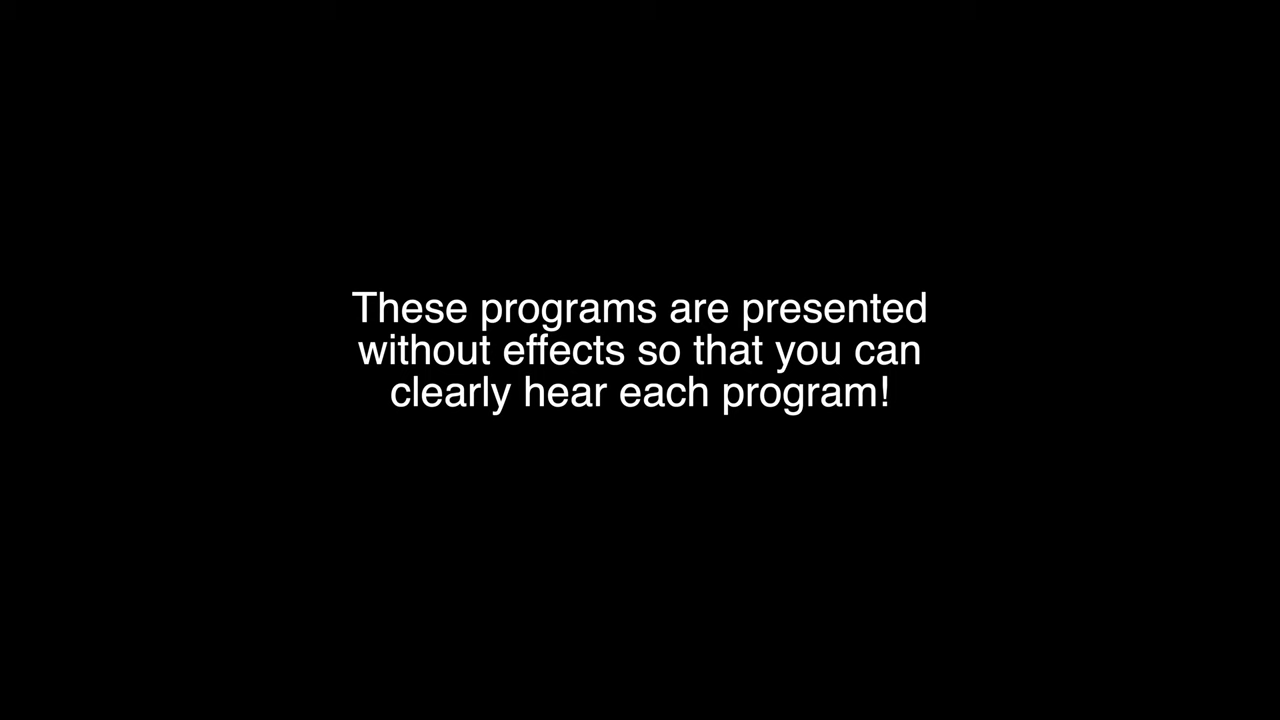 These programs are presented
without effects so that you can
clearly hear each program!